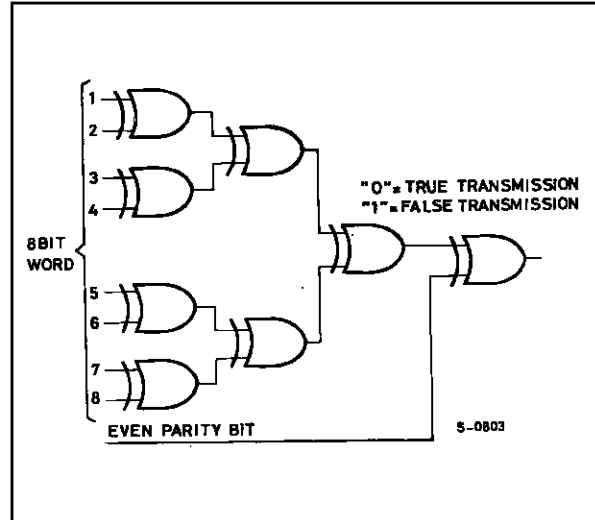 1
2
3
4
"0"= TRUE TRANSMISSION
"1"= FALSE TRANSMISSION
8BIT
WORD
5
6
7
8
EVEN PARITY BIT
S-0803